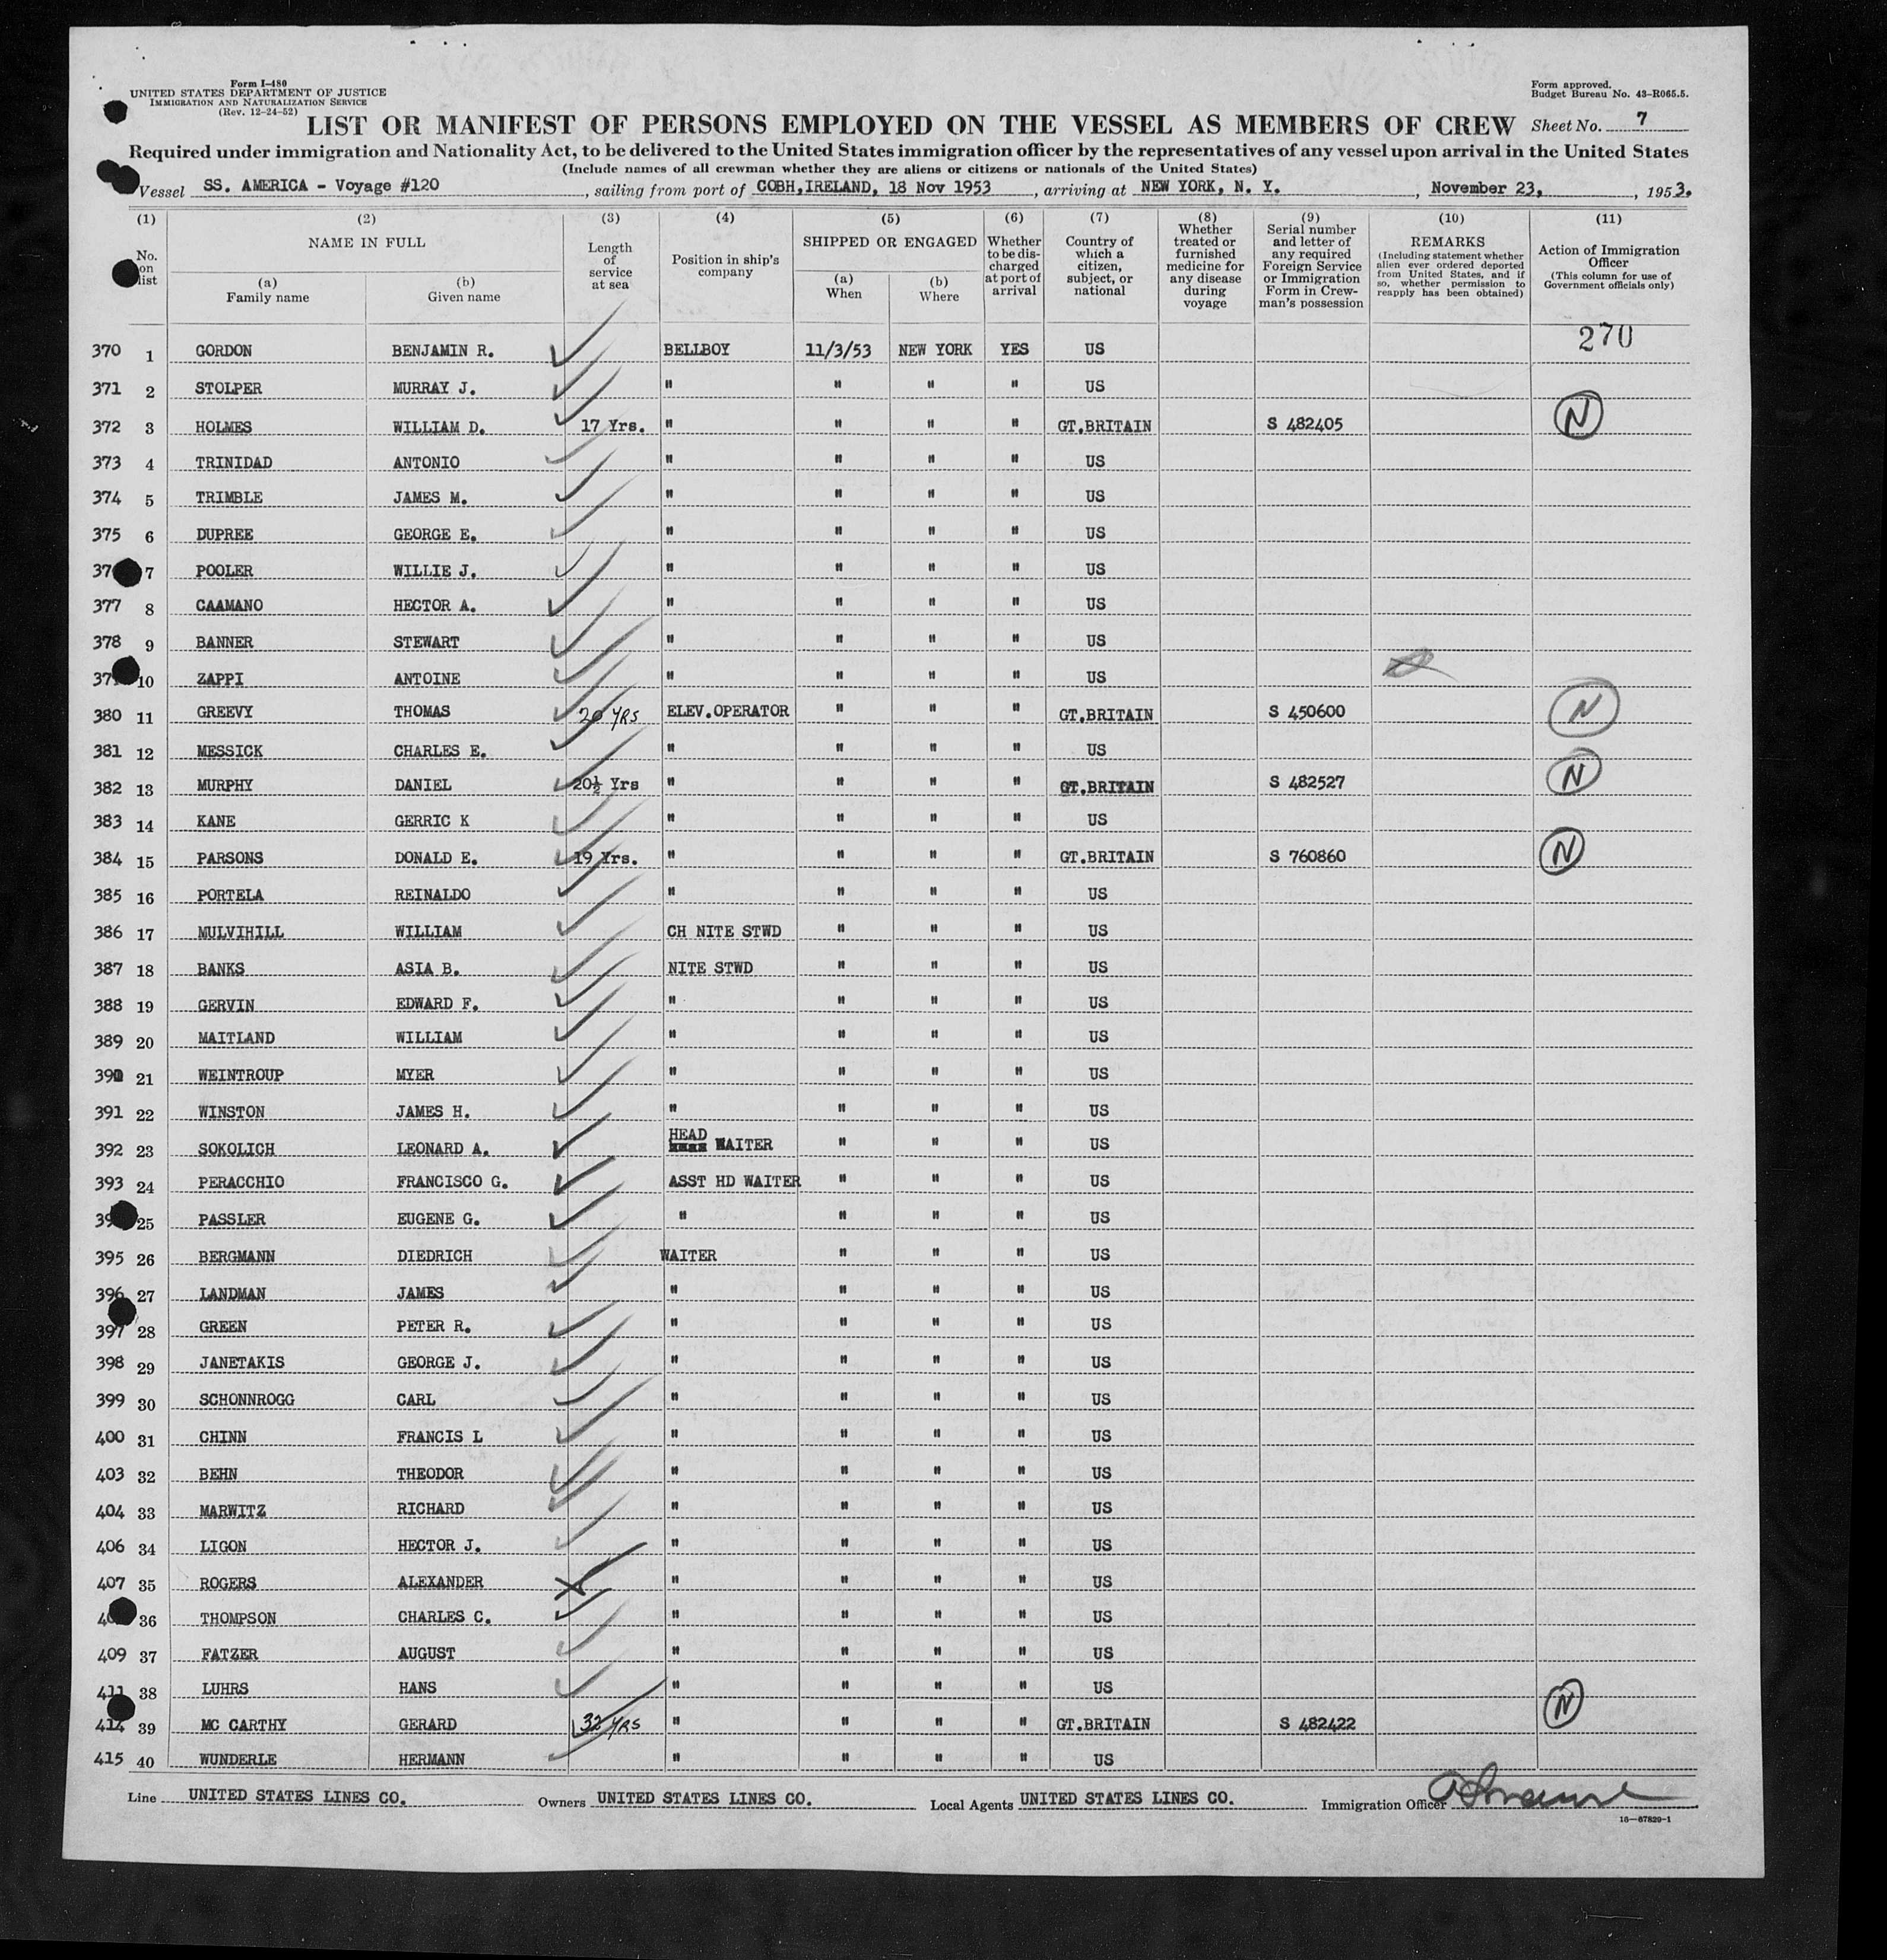 Form I-480
UNITED STATES DEPARTMENT OF JUSTICE
IMMIGRATION AND NATURALIZATION SERVICE
(Rev. 12-24-52)
Form approved.
Budget Bureau No. 43-R065.5.
LIST OR MANIFEST OF PERSONS EMPLOYED ON THE VESSEL AS MEMBERS OF CREW Sheet No. 7
Required under immigration and Nationality Act, to be delivered to the United States immigration officer by the representatives of any vessel upon arrival in the United States
(Include names of all crewman whether they are aliens or citizens or nationals of the United States)
Vessel SS. AMERICA - Voyage #120, sailing from port of COBH,IRELAND, 18 Nov 1953, arriving at NEW YORK, N. Y., November 23, 1953.
(1) No. on list
(2) NAME IN FULL (a) Family name (b) Given name
(3) Length of service at sea
(4) Position in ship's company
(5) SHIPPED OR ENGAGED (a) When (b) Where
(6) Whether to be discharged at port of arrival
(7) Country of which a citizen, subject, or national
(8) Whether treated or furnished medicine for any disease during voyage
(9) Serial number and letter of any required Foreign Service or Immigration Form in Crewman's possession
(10) REMARKS (Including statement whether alien ever ordered deported from United States, and if so, whether permission to reapply has been obtained)
(11) Action of Immigration Officer (This column for use of Government officials only)
270
370 1 GORDON BENJAMIN R. BELLBOY 11/3/53 NEW YORK YES US
371 2 STOLPER MURRAY J. " " " " US
372 3 HOLMES WILLIAM D. 17 Yrs. " " " " GT.BRITAIN S 482405 N
373 4 TRINIDAD ANTONIO " " " " US
374 5 TRIMBLE JAMES M. " " " " US
375 6 DUPREE GEORGE E. " " " " US
7 POOLER WILLIE J. " " " " US
377 8 CAAMANO HECTOR A. " " " " US
378 9 BANNER STEWART " " " " US
10 ZAPPI ANTOINE " " " " US
380 11 GREEVY THOMAS 20 YRS ELEV.OPERATOR " " " GT.BRITAIN S 450600 N
381 12 MESSICK CHARLES E. " " " " US
382 13 MURPHY DANIEL 20½ Yrs " " " " GT.BRITAIN S 482527 N
383 14 KANE GERRIC K " " " " US
384 15 PARSONS DONALD E. 19 Yrs. " " " " GT.BRITAIN S 760860 N
385 16 PORTELA REINALDO " " " " US
386 17 MULVIHILL WILLIAM CH NITE STWD " " " US
387 18 BANKS ASIA B. NITE STWD " " " US
388 19 GERVIN EDWARD F. " " " " US
389 20 MAITLAND WILLIAM " " " " US
390 21 WEINTROUP MYER " " " " US
391 22 WINSTON JAMES H. " " " " US
392 23 SOKOLICH LEONARD A. HEAD WAITER " " " US
393 24 PERACCHIO FRANCISCO G. ASST HD WAITER " " " US
25 PASSLER EUGENE G. " " " " US
395 26 BERGMANN DIEDRICH WAITER " " " US
396 27 LANDMAN JAMES " " " " US
397 28 GREEN PETER R. " " " " US
398 29 JANETAKIS GEORGE J. " " " " US
399 30 SCHONNROGG CARL " " " " US
400 31 CHINN FRANCIS L " " " " US
403 32 BEHN THEODOR " " " " US
404 33 MARWITZ RICHARD " " " " US
406 34 LIGON HECTOR J. " " " " US
407 35 ROGERS ALEXANDER " " " " US
36 THOMPSON CHARLES C. " " " " US
409 37 FATZER AUGUST " " " " US
411 38 LUHRS HANS " " " " US
414 39 MC CARTHY GERARD 32 YRS " " " " GT.BRITAIN S 482422 N
415 40 WUNDERLE HERMANN " " " " US
Line UNITED STATES LINES CO. Owners UNITED STATES LINES CO. Local Agents UNITED STATES LINES CO. Immigration Officer
16-67829-1